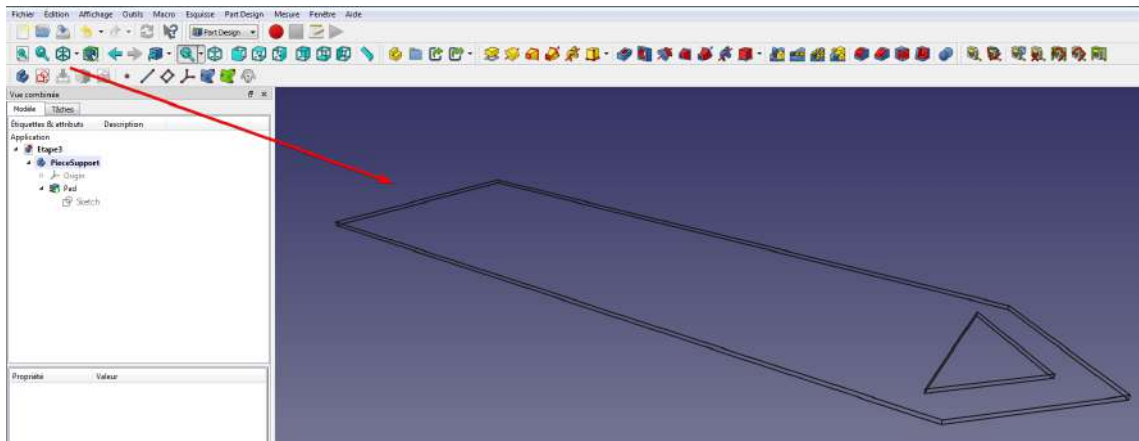 Fichier Édition Affichage Outils Macro Esquisse Part Design Mesure Fenêtre Aide
Part Design
Vue combinée
Modèle Tâches
Étiquettes & attributs Description
Application
Etape3
PieceSupport
Origin
Pad
Sketch
Propriété Valeur